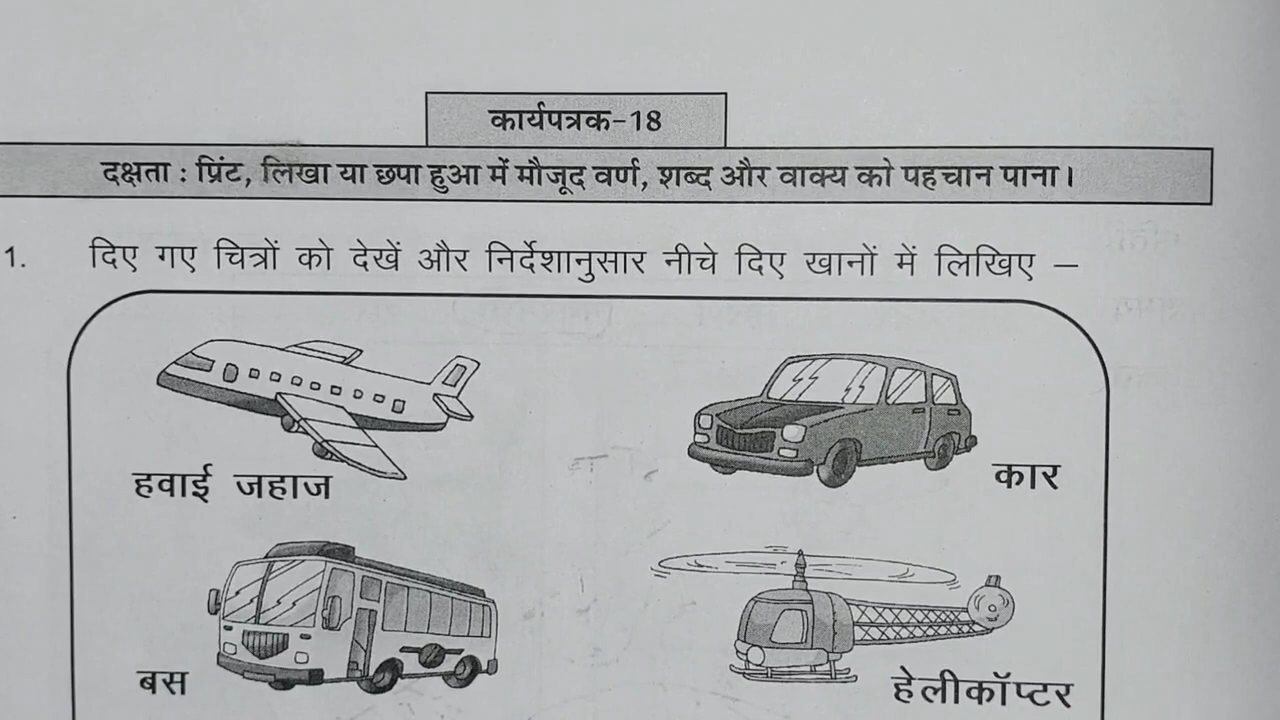 कार्यपत्रक-18
दक्षता : प्रिंट, लिखा या छपा हुआ में मौजूद वर्ण, शब्द और वाक्य को पहचान पाना।
1. दिए गए चित्रों को देखें और निर्देशानुसार नीचे दिए खानों में लिखिए –
हवाई जहाज
कार
बस
हेलीकॉप्टर